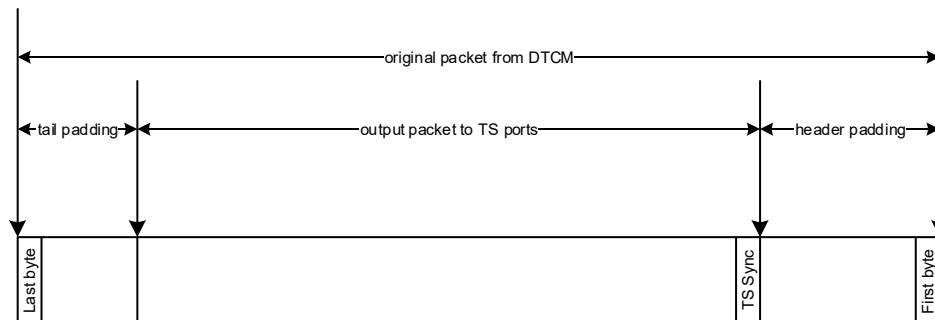 original packet from DTCM
tail padding
output packet to TS ports
header padding
Last byte
TS Sync
First byte